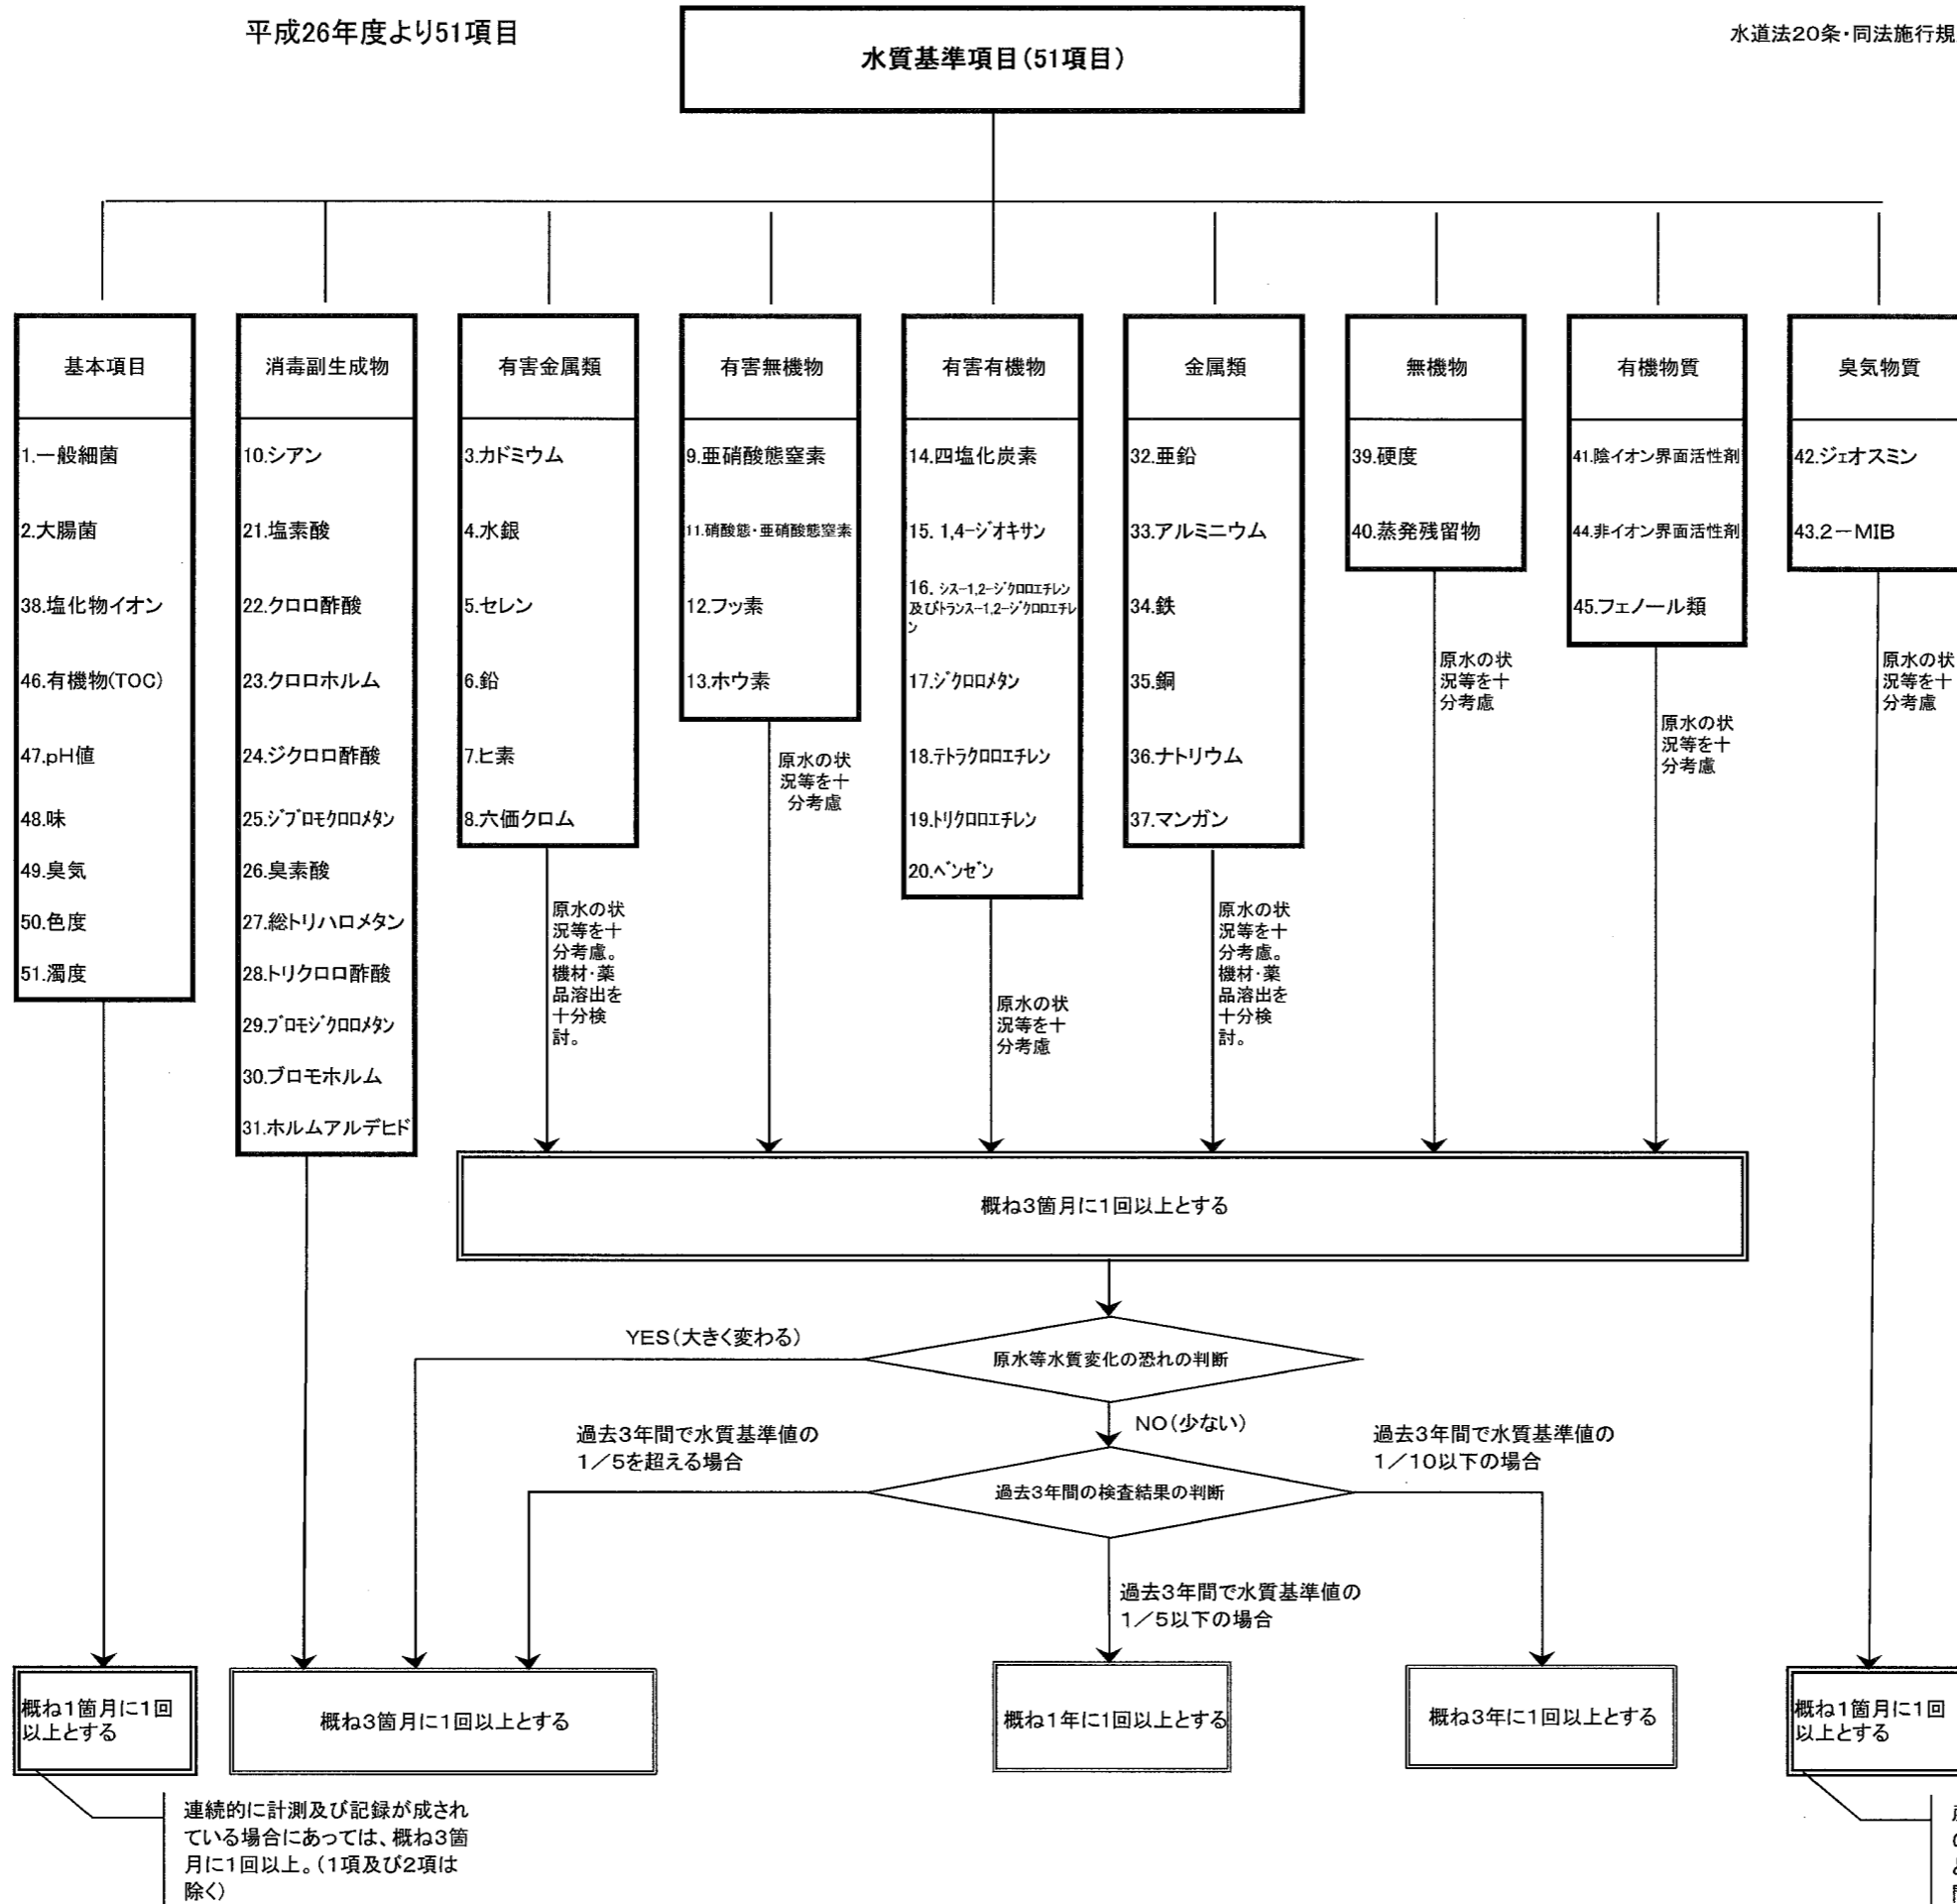 平成26年度より51項目
水質基準項目(51項目)
水道法20条・同法施行規
基本項目
1.一般細菌
2.大腸菌
38.塩化物イオン
46.有機物(TOC)
47.pH値
48.味
49.臭気
50.色度
51.濁度
消毒副生成物
10.シアン
21.塩素酸
22.クロロ酢酸
23.クロロホルム
24.ジクロロ酢酸
25.ジブロモクロロメタン
26.臭素酸
27.総トリハロメタン
28.トリクロロ酢酸
29.ブロモジクロロメタン
30.ブロモホルム
31.ホルムアルデヒド
有害金属類
3.カドミウム
4.水銀
5.セレン
6.鉛
7.ヒ素
8.六価クロム
原水の状
況等を十
分考慮。
機材・薬
品溶出を
十分検
討。
有害無機物
9.亜硝酸態窒素
11.硝酸態・亜硝酸態窒素
12.フッ素
13.ホウ素
原水の状
況等を十
分考慮
有害有機物
14.四塩化炭素
15. 1,4-ジオキサン
16. シス-1,2-ジクロロエチレン
及びトランス-1,2-ジクロロエチレ
ン
17.ジクロロメタン
18.テトラクロロエチレン
19.トリクロロエチレン
20.ベンゼン
原水の状
況等を十
分考慮
金属類
32.亜鉛
33.アルミニウム
34.鉄
35.銅
36.ナトリウム
37.マンガン
原水の状
況等を十
分考慮。
機材・薬
品溶出を
十分検
討。
無機物
39.硬度
40.蒸発残留物
原水の状
況等を十
分考慮
有機物質
41.陰イオン界面活性剤
44.非イオン界面活性剤
45.フェノール類
原水の状
況等を十
分考慮
臭気物質
42.ジェオスミン
43.2-MIB
原水の状
況等を十
分考慮
概ね3箇月に1回以上とする
YES(大きく変わる)
原水等水質変化の恐れの判断
NO(少ない)
過去3年間で水質基準値の
1/5を超える場合
過去3年間の検査結果の判断
過去3年間で水質基準値の
1/10以下の場合
過去3年間で水質基準値の
1/5以下の場合
概ね1箇月に1回
以上とする
概ね3箇月に1回以上とする
概ね1年に1回以上とする
概ね3年に1回以上とする
概ね1箇月に1回
以上とする
連続的に計測及び記録が成され
ている場合にあっては、概ね3箇
月に1回以上。(1項及び2項は
除く)